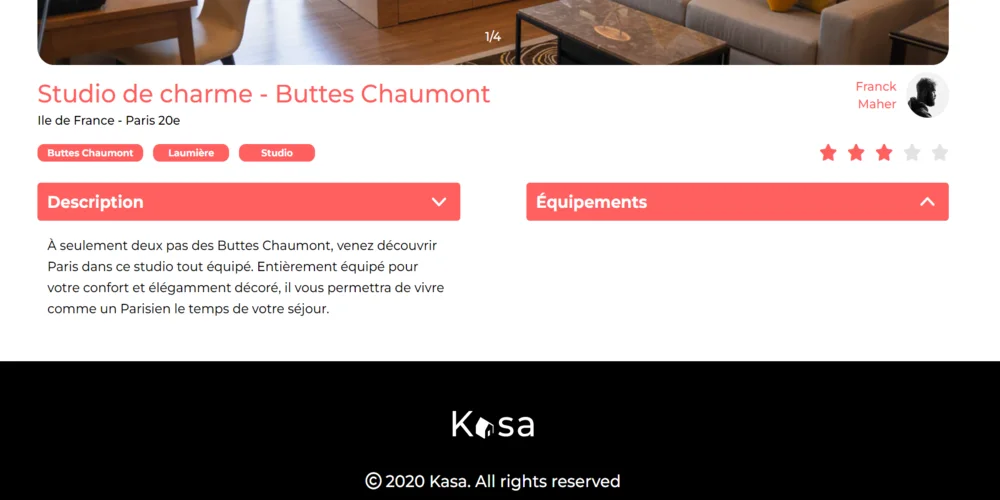 1/4
Studio de charme - Buttes Chaumont
Ile de France - Paris 20e
Franck
Maher
Buttes Chaumont
Laumière
Studio
Description
À seulement deux pas des Buttes Chaumont, venez découvrir
Paris dans ce studio tout équipé. Entièrement équipé pour
votre confort et élégamment décoré, il vous permettra de vivre
comme un Parisien le temps de votre séjour.
Équipements
Kasa
© 2020 Kasa. All rights reserved